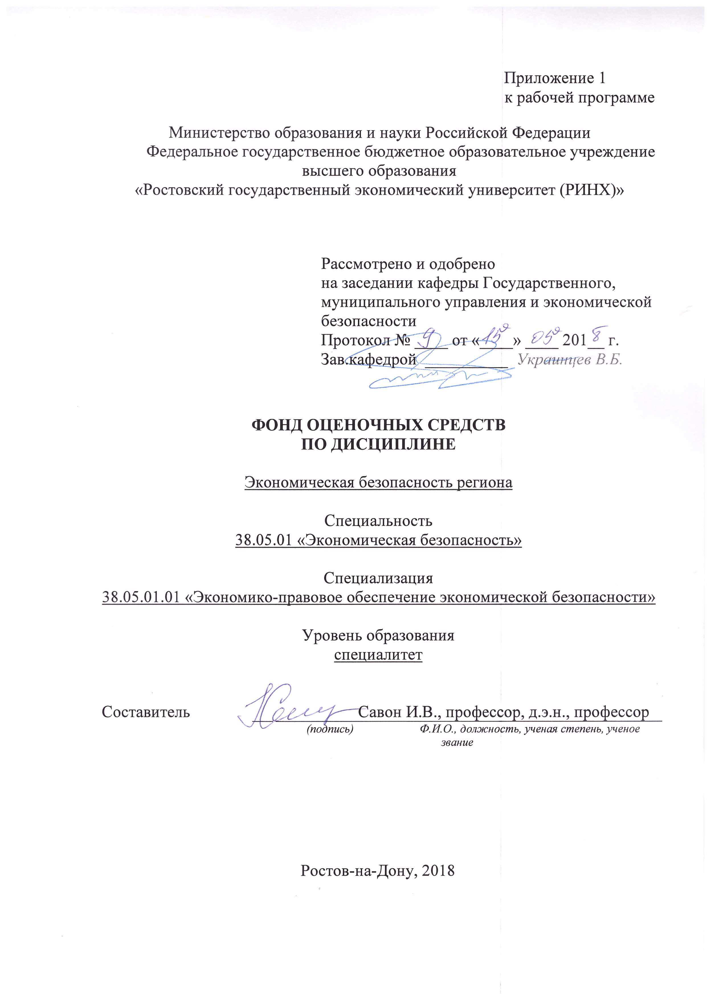 Приложение 1
к рабочей программе
Министерство образования и науки Российской Федерации
Федеральное государственное бюджетное образовательное учреждение
высшего образования
«Ростовский государственный экономический университет (РИНХ)»
Рассмотрено и одобрено
на заседании кафедры Государственного,
муниципального управления и экономической
безопасности
Протокол № 9 от «15» 05 2018 г.
Зав.кафедрой Украинцев В.Б.
ФОНД ОЦЕНОЧНЫХ СРЕДСТВ
ПО ДИСЦИПЛИНЕ
Экономическая безопасность региона
Специальность
38.05.01 «Экономическая безопасность»
Специализация
38.05.01.01 «Экономико-правовое обеспечение экономической безопасности»
Уровень образования
специалитет
Составитель Савон И.В., профессор, д.э.н., профессор
(подпись) Ф.И.О., должность, ученая степень, ученое
звание
Ростов-на-Дону, 2018